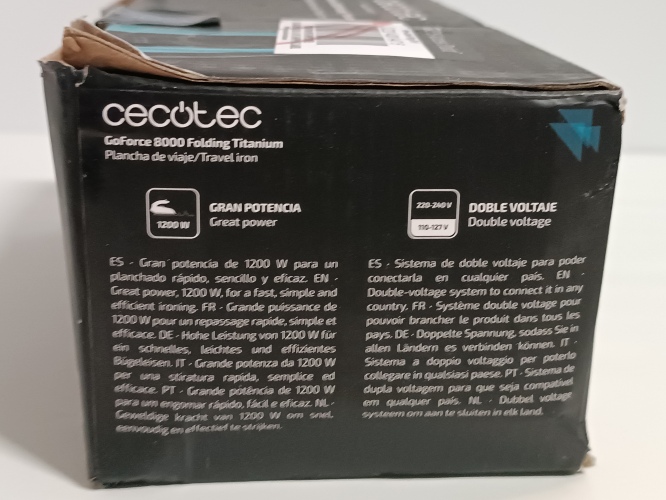 cecotec
GoForce 8000 Folding Titanium
Plancha de viaje/Travel iron
1200 W
GRAN POTENCIA
Great power
220-240 V
110-127 V
DOBLE VOLTAJE
Double voltage
ES - Gran potencia de 1200 W para un
planchado rápido, sencillo y eficaz. EN -
Great power, 1200 W, for a fast, simple and
efficient ironing. FR - Grande puissance de
1200 W pour un repassage rapide, simple et
efficace. DE - Hohe Leistung von 1200 W für
ein schnelles, leichtes und effizientes
Bügeleisen. IT - Grande potenza da 1200 W
per una stiratura rapida, semplice ed
efficace. PT - Grande potência de 1200 W
para um engomar rápido, fácil e eficaz. NL -
Geweldige kracht van 1200 W om snel,
eenvoudig en effectief te strijken.
ES - Sistema de doble voltaje para poder
conectarla en cualquier país. EN -
Double-voltage system to connect it in any
country. FR - Système double voltage pour
pouvoir brancher le produit dans tous les
pays. DE - Doppelte Spannung, sodass Sie in
allen Ländern es verbinden können. IT -
Sistema a doppio voltaggio per poterlo
collegare in qualsiasi paese. PT - Sistema de
dupla voltagem para que seja compatível
em qualquer país. NL - Dubbel voltage
systeem om aan te sluiten in elk land.